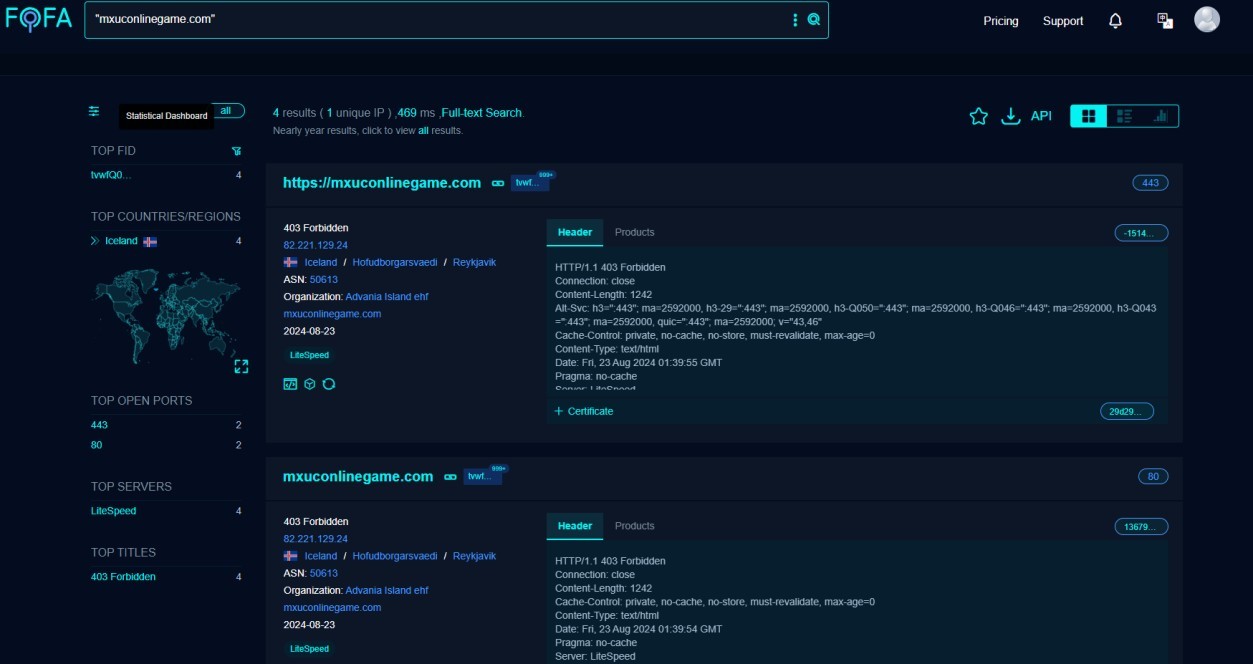 FOFA
"mxuconlinegame.com"
Pricing
Support
Statistical Dashboard
all
4 results ( 1 unique IP ) ,469 ms ,Full-text Search.
Nearly year results, click to view all results.
API
TOP FID
tvwfQ0... 4
TOP COUNTRIES/REGIONS
Iceland 4
TOP OPEN PORTS
443 2
80 2
TOP SERVERS
LiteSpeed 4
TOP TITLES
403 Forbidden 4
https://mxuconlinegame.com tvwf... 999+ 443
403 Forbidden
82.221.129.24
Iceland / Hofudborgarsvaedi / Reykjavik
ASN: 50613
Organization: Advania Island ehf
mxuconlinegame.com
2024-08-23
LiteSpeed
Header Products -1514...
HTTP/1.1 403 Forbidden
Connection: close
Content-Length: 1242
Alt-Svc: h3=":443"; ma=2592000, h3-29=":443"; ma=2592000, h3-Q050=":443"; ma=2592000, h3-Q046=":443"; ma=2592000, h3-Q043
=":443"; ma=2592000, quic=":443"; ma=2592000; v="43,46"
Cache-Control: private, no-cache, no-store, must-revalidate, max-age=0
Content-Type: text/html
Date: Fri, 23 Aug 2024 01:39:55 GMT
Pragma: no-cache
Server: LiteSpeed
+ Certificate 29d29...
mxuconlinegame.com tvwf... 999+ 80
403 Forbidden
82.221.129.24
Iceland / Hofudborgarsvaedi / Reykjavik
ASN: 50613
Organization: Advania Island ehf
mxuconlinegame.com
2024-08-23
LiteSpeed
Header Products 13679...
HTTP/1.1 403 Forbidden
Connection: close
Content-Length: 1242
Cache-Control: private, no-cache, no-store, must-revalidate, max-age=0
Content-Type: text/html
Date: Fri, 23 Aug 2024 01:39:54 GMT
Pragma: no-cache
Server: LiteSpeed